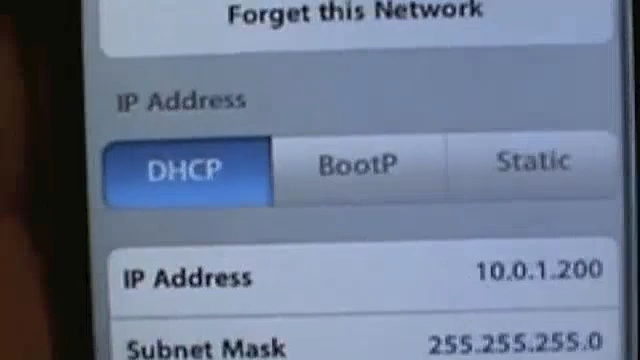 Forget this Network
IP Address
DHCP BootP Static
IP Address 10.0.1.200
Subnet Mask 255.255.255.0